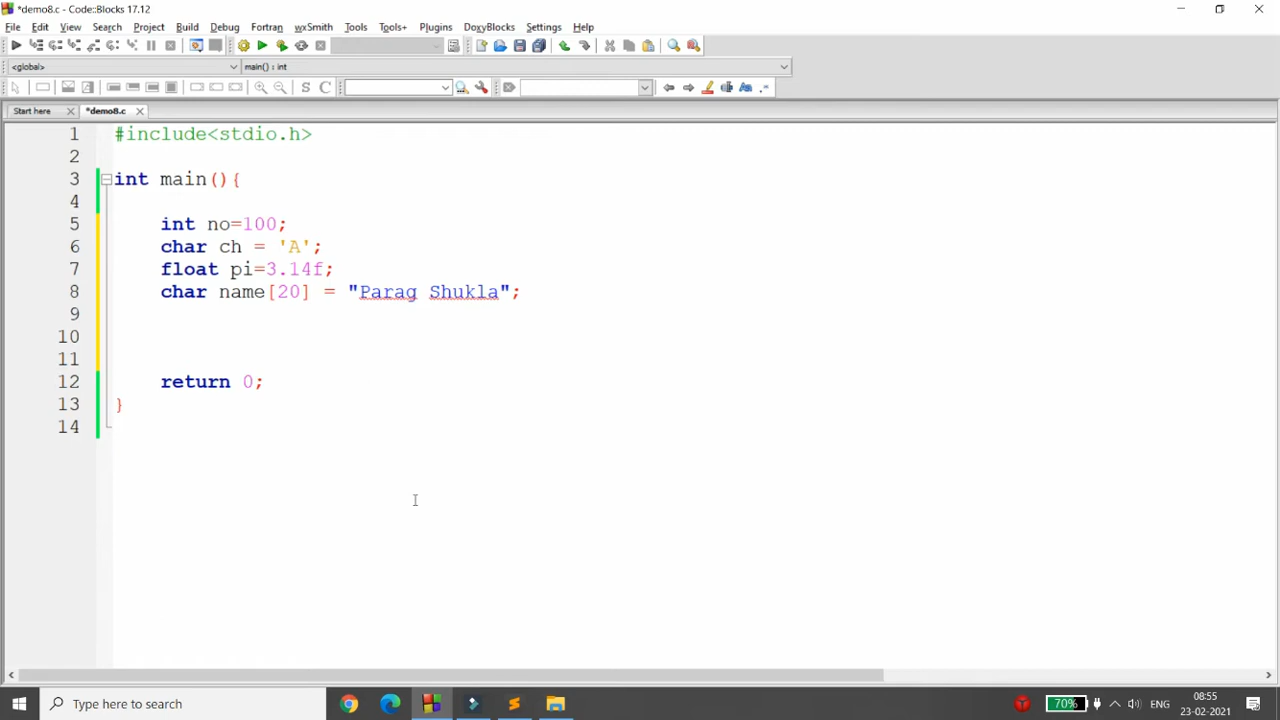 *demo8.c - Code::Blocks 17.12
File Edit View Search Project Build Debug Fortran wxSmith Tools Tools+ Plugins DoxyBlocks Settings Help
<global> main() : int
S C
Start here *demo8.c
1 #include<stdio.h>
2
3 int main(){
4
5 int no=100;
6 char ch = 'A';
7 float pi=3.14f;
8 char name[20] = "Parag Shukla";
9
10
11
12 return 0;
13 }
14
Type here to search 70% ENG 08:55
23-02-2021